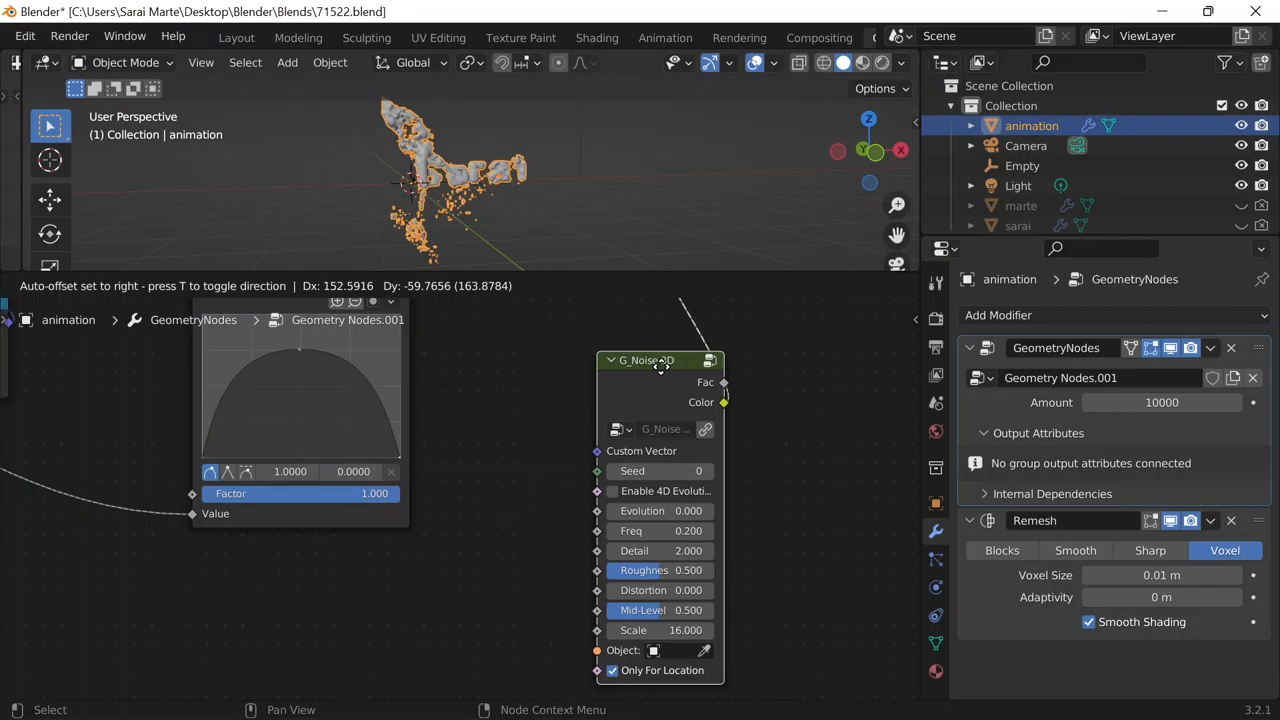 Blender* [C:\Users\Sarai Marte\Desktop\Blender\Blends\71522.blend]
Edit Render Window Help Layout Modeling Sculpting UV Editing Texture Paint Shading Animation Rendering Compositing Scene ViewLayer
Object Mode View Select Add Object Global
Options
User Perspective
(1) Collection | animation
Z
Y
X
Scene Collection
Collection
animation
Camera
Empty
Light
marte
sarai
Auto-offset set to right - press T to toggle direction | Dx: 152.5916 Dy: -59.7656 (163.8784)
animation GeometryNodes Geometry Nodes.001
1.0000 0.0000
Factor 1.000
Value
G_Noise 3D
Fac
Color
G_Noise ...
Custom Vector
Seed 0
Enable 4D Evoluti...
Evolution 0.000
Freq 0.200
Detail 2.000
Roughnes 0.500
Distortion 0.000
Mid-Level 0.500
Scale 16.000
Object:
Only For Location
animation GeometryNodes
Add Modifier
GeometryNodes
Geometry Nodes.001
Amount 10000
Output Attributes
No group output attributes connected
Internal Dependencies
Remesh
Blocks Smooth Sharp Voxel
Voxel Size 0.01 m
Adaptivity 0 m
Smooth Shading
Select Pan View Node Context Menu 3.2.1